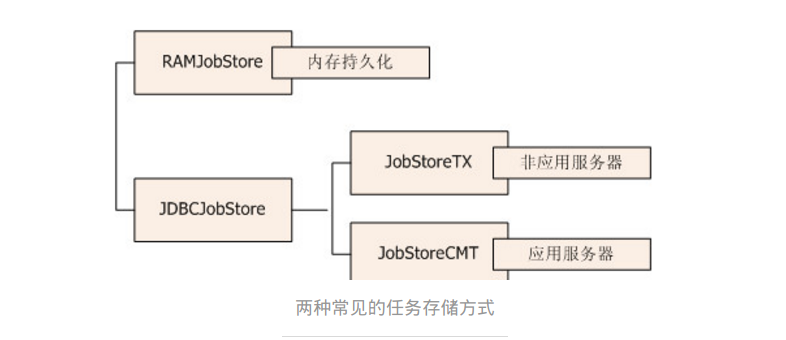 RAMJobStore
内存持久化
JobStoreTX
非应用服务器
JDBCJobStore
JobStoreCMT
应用服务器
两种常见的任务存储方式